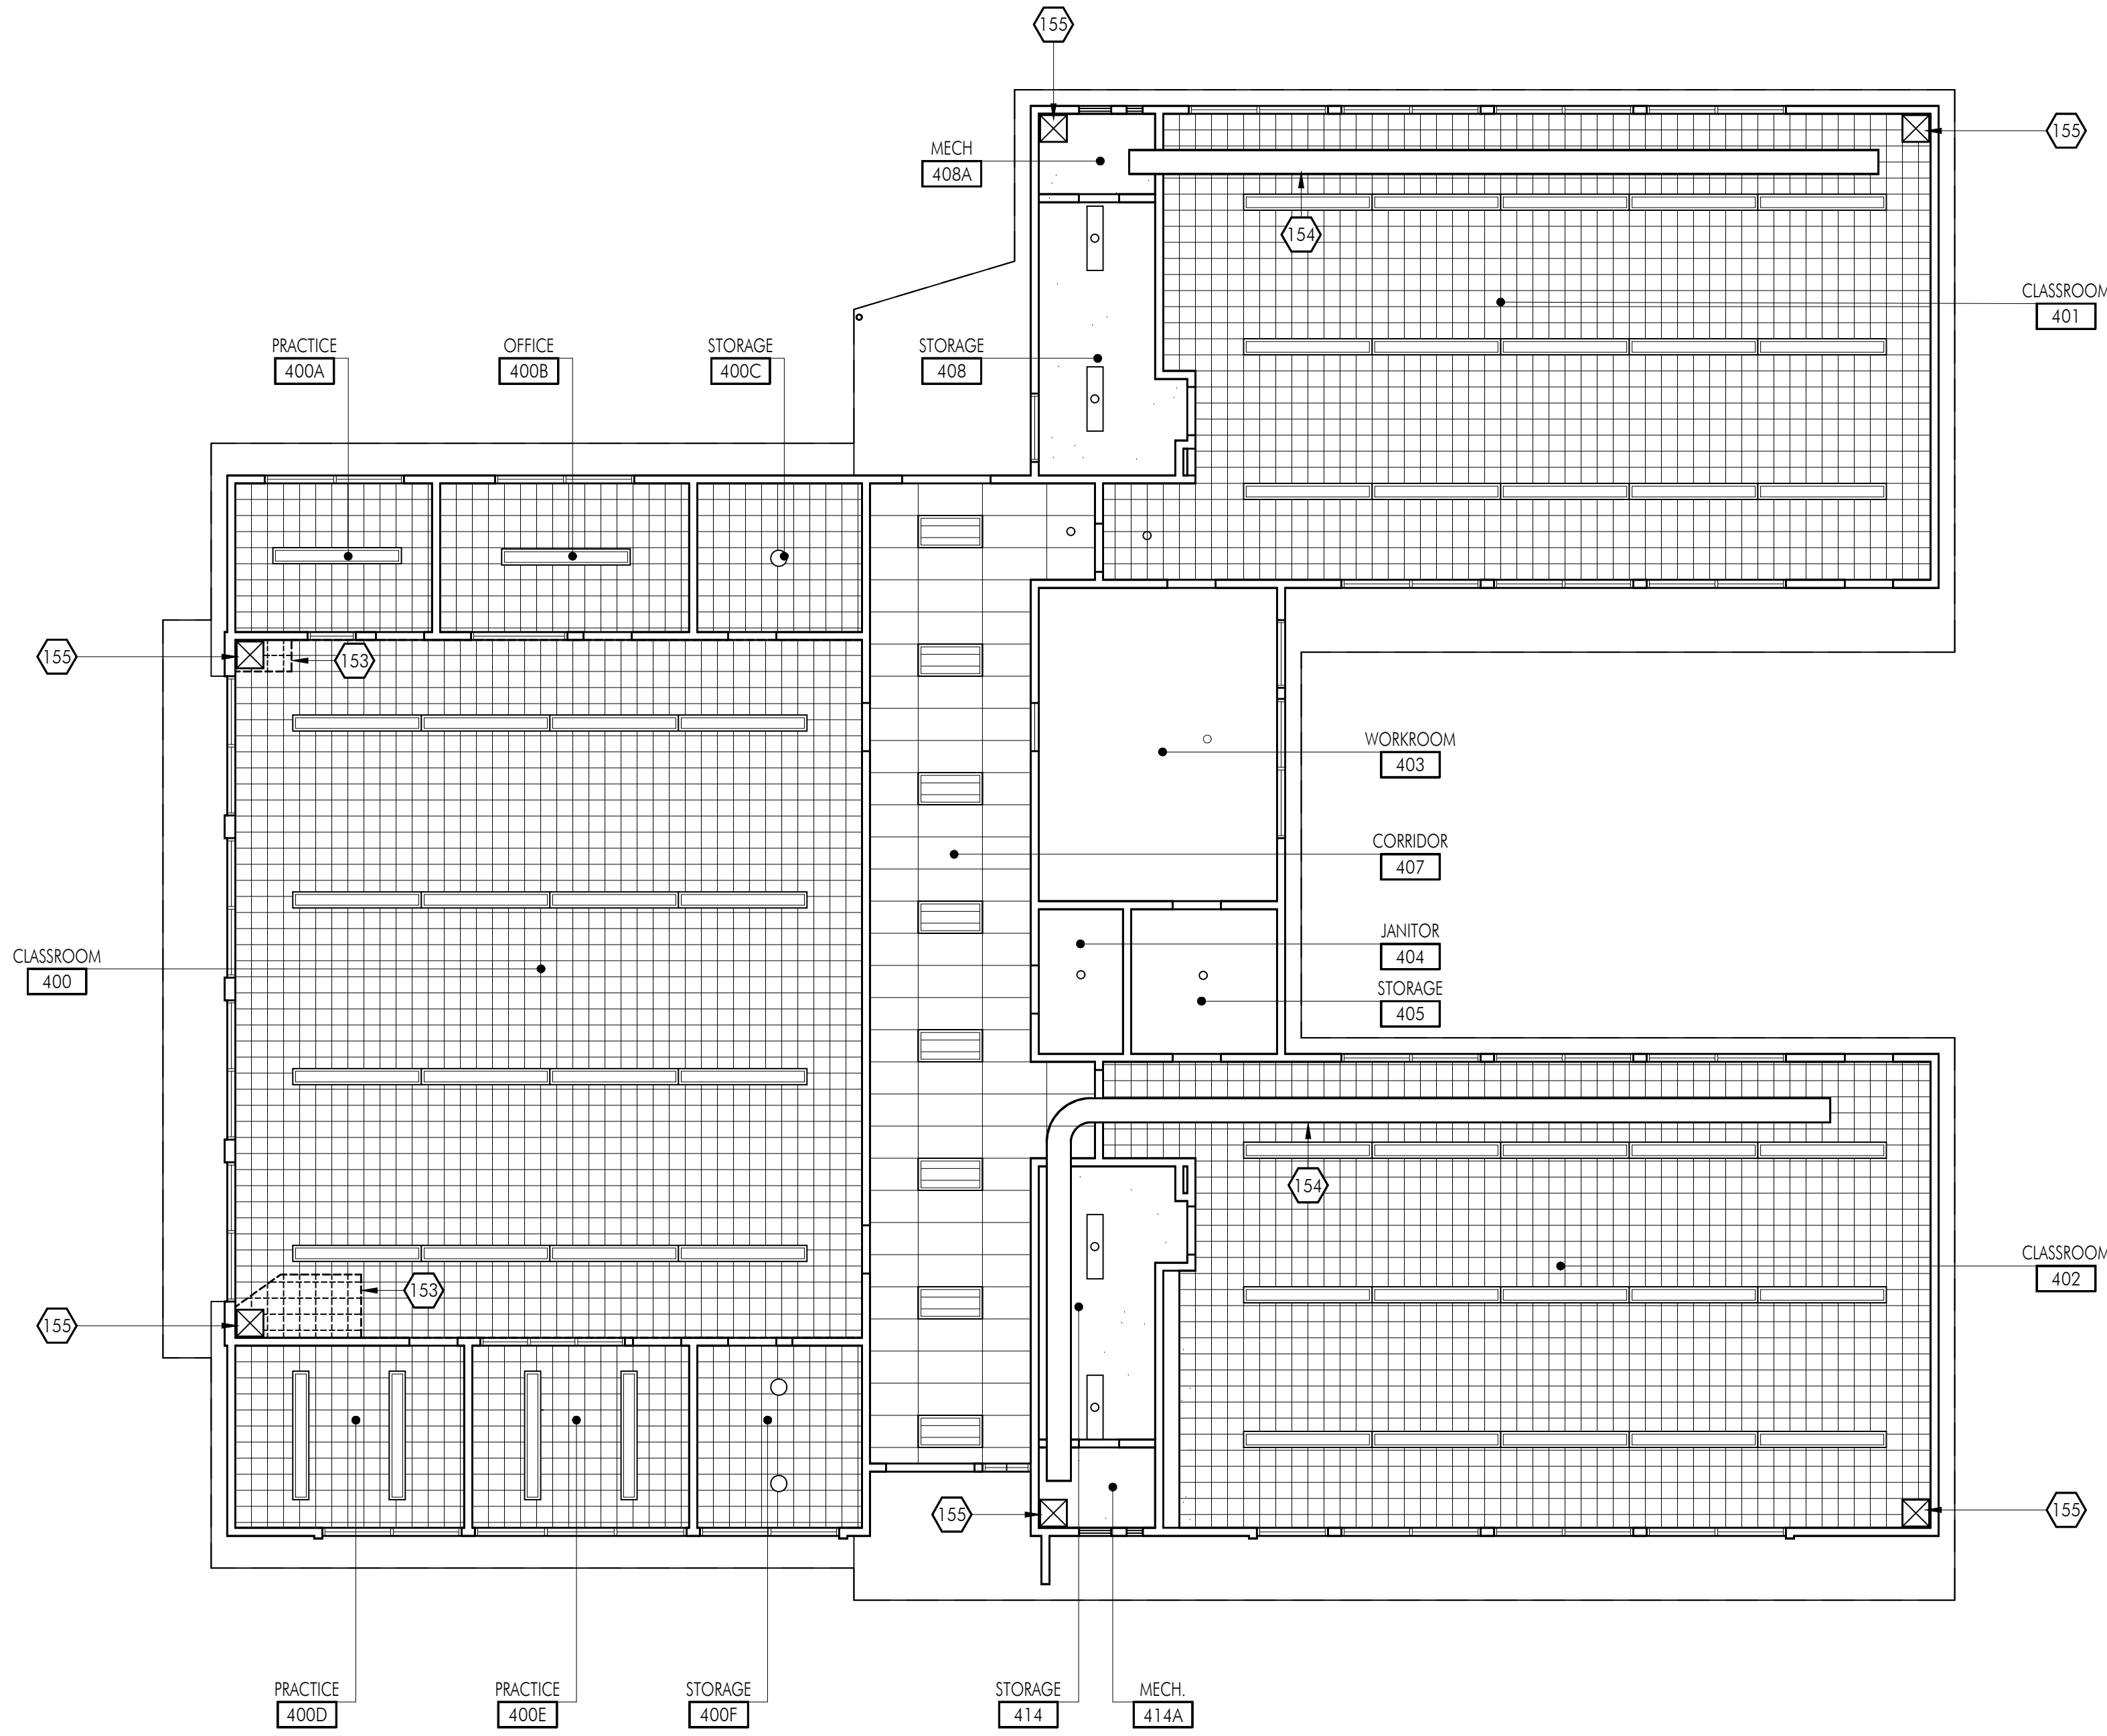 155
155
MECH
408A
154
CLASSROOM
401
PRACTICE
400A
OFFICE
400B
STORAGE
400C
STORAGE
408
155
153
WORKROOM
403
CORRIDOR
407
JANITOR
404
STORAGE
405
CLASSROOM
400
154
CLASSROOM
402
153
155
155
155
PRACTICE
400D
PRACTICE
400E
STORAGE
400F
STORAGE
414
MECH.
414A